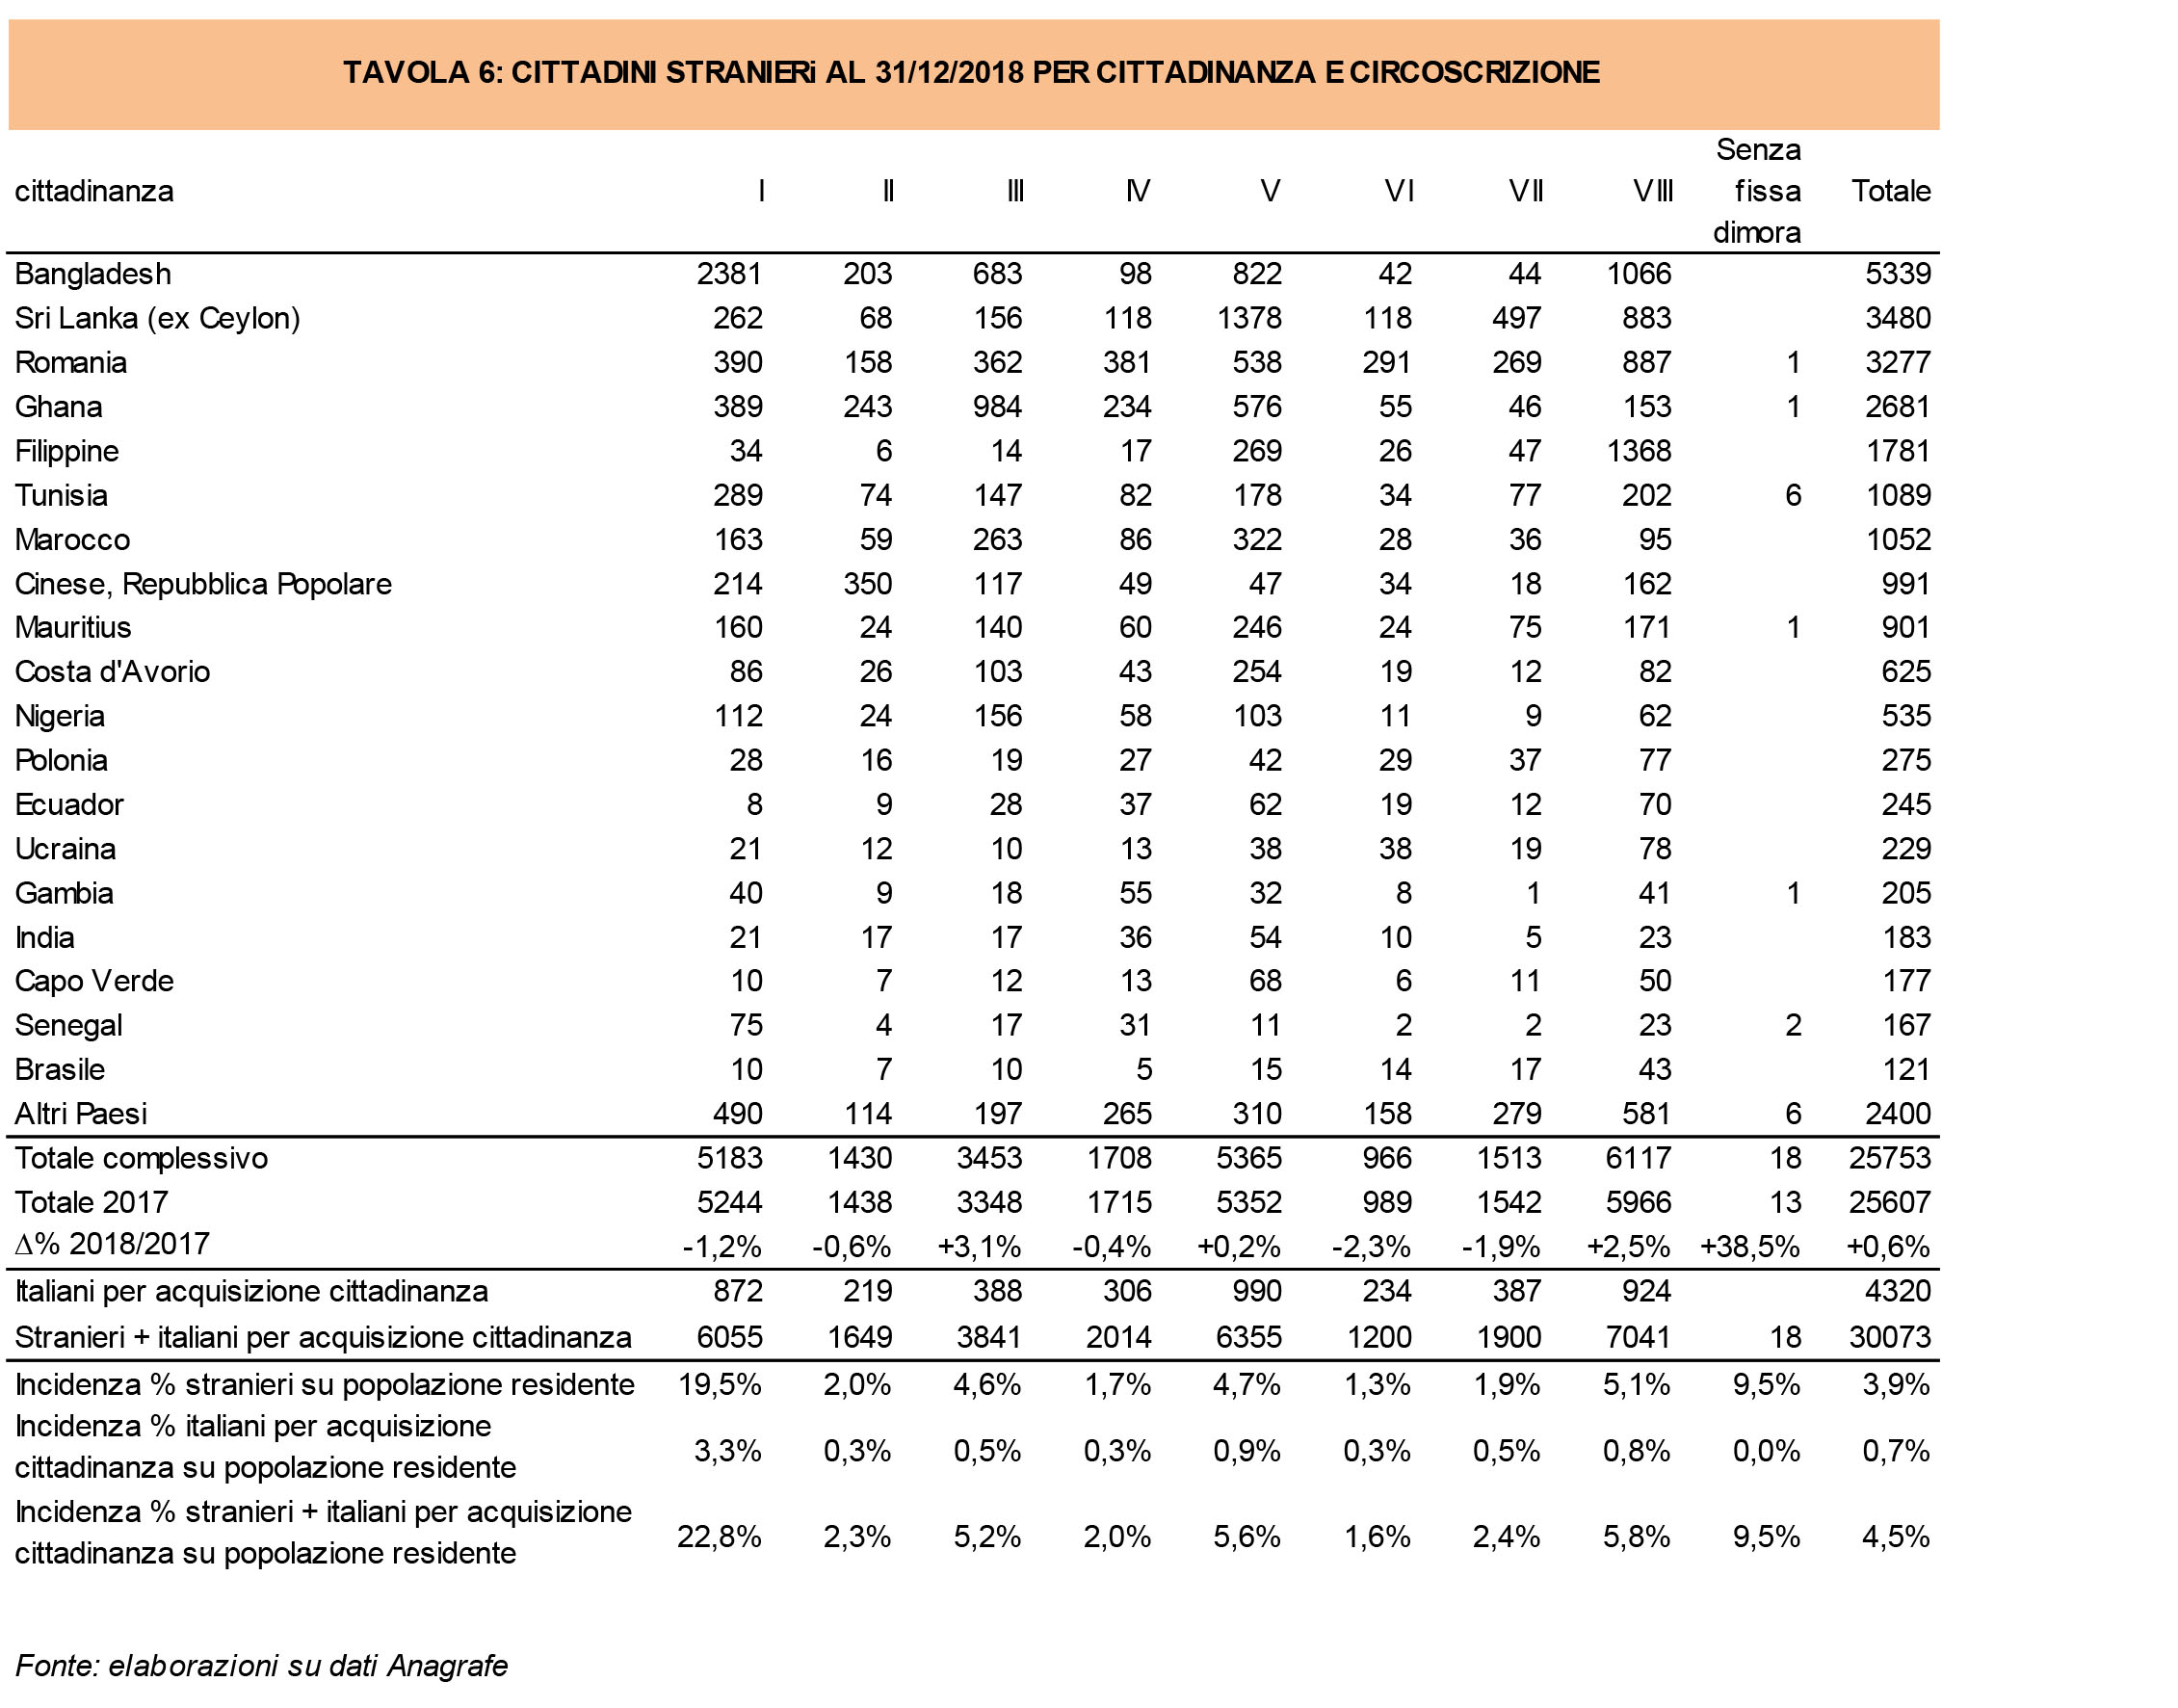 TAVOLA 6: CITTADINI STRANIERi AL 31/12/2018 PER CITTADINANZA E CIRCOSCRIZIONE
cittadinanza I II III IV V VI VII VIII Senza fissa dimora Totale
Bangladesh 2381 203 683 98 822 42 44 1066 5339
Sri Lanka (ex Ceylon) 262 68 156 118 1378 118 497 883 3480
Romania 390 158 362 381 538 291 269 887 1 3277
Ghana 389 243 984 234 576 55 46 153 1 2681
Filippine 34 6 14 17 269 26 47 1368 1781
Tunisia 289 74 147 82 178 34 77 202 6 1089
Marocco 163 59 263 86 322 28 36 95 1052
Cinese, Repubblica Popolare 214 350 117 49 47 34 18 162 991
Mauritius 160 24 140 60 246 24 75 171 1 901
Costa d'Avorio 86 26 103 43 254 19 12 82 625
Nigeria 112 24 156 58 103 11 9 62 535
Polonia 28 16 19 27 42 29 37 77 275
Ecuador 8 9 28 37 62 19 12 70 245
Ucraina 21 12 10 13 38 38 19 78 229
Gambia 40 9 18 55 32 8 1 41 1 205
India 21 17 17 36 54 10 5 23 183
Capo Verde 10 7 12 13 68 6 11 50 177
Senegal 75 4 17 31 11 2 2 23 2 167
Brasile 10 7 10 5 15 14 17 43 121
Altri Paesi 490 114 197 265 310 158 279 581 6 2400
Totale complessivo 5183 1430 3453 1708 5365 966 1513 6117 18 25753
Totale 2017 5244 1438 3348 1715 5352 989 1542 5966 13 25607
Δ% 2018/2017 -1,2% -0,6% +3,1% -0,4% +0,2% -2,3% -1,9% +2,5% +38,5% +0,6%
Italiani per acquisizione cittadinanza 872 219 388 306 990 234 387 924 4320
Stranieri + italiani per acquisizione cittadinanza 6055 1649 3841 2014 6355 1200 1900 7041 18 30073
Incidenza % stranieri su popolazione residente 19,5% 2,0% 4,6% 1,7% 4,7% 1,3% 1,9% 5,1% 9,5% 3,9%
Incidenza % italiani per acquisizione
cittadinanza su popolazione residente 3,3% 0,3% 0,5% 0,3% 0,9% 0,3% 0,5% 0,8% 0,0% 0,7%
Incidenza % stranieri + italiani per acquisizione
cittadinanza su popolazione residente 22,8% 2,3% 5,2% 2,0% 5,6% 1,6% 2,4% 5,8% 9,5% 4,5%
Fonte: elaborazioni su dati Anagrafe